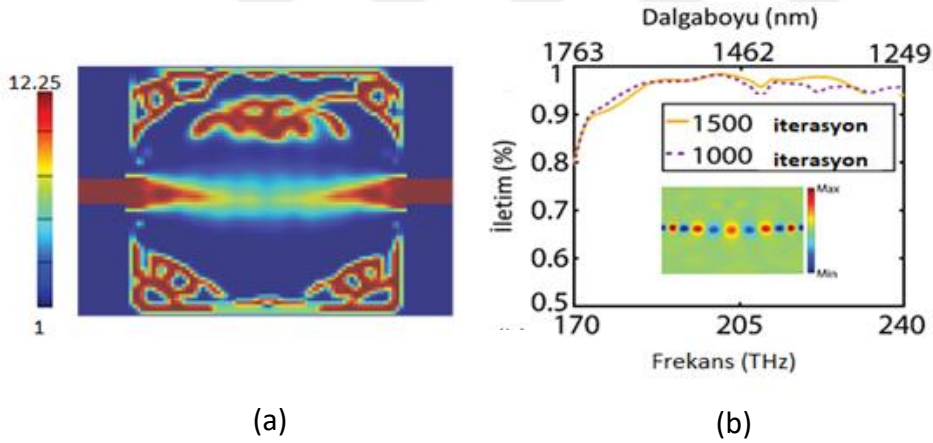 12.25
1
Dalgaboyu (nm)
1763 1462 1249
1
0.9
0.8
0.7
0.6
0.5
İletim (%)
1500 iterasyon
1000 iterasyon
Max
Min
170 205 240
Frekans (THz)
(a)
(b)